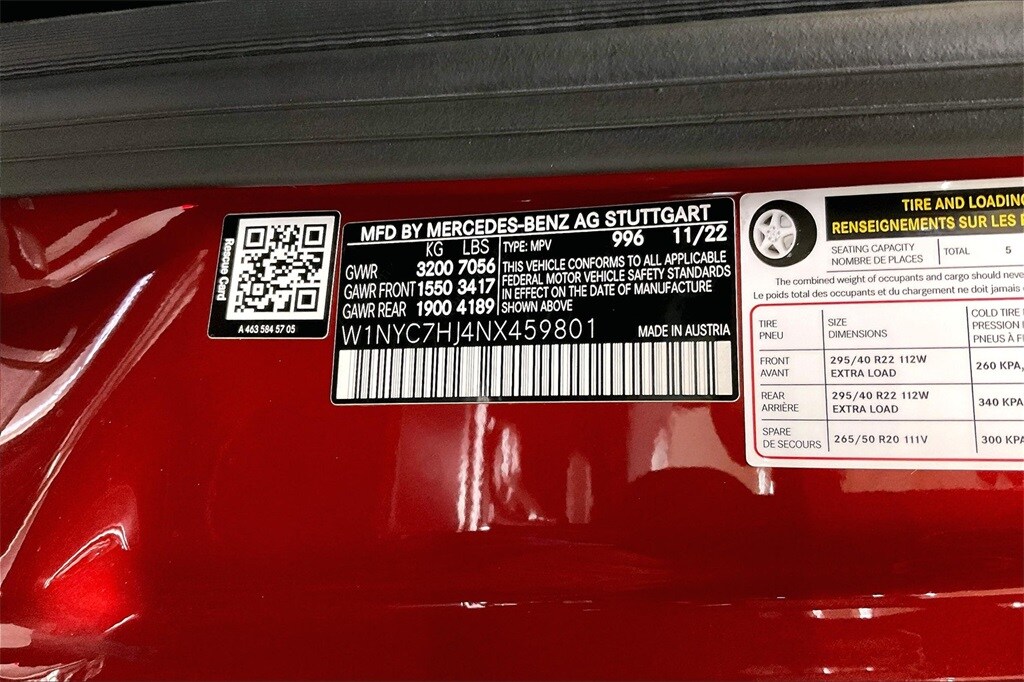 Rescue Card
A 463 584 57 05
MFD BY MERCEDES-BENZ AG STUTTGART
KG LBS
GVWR 3200 7056
GAWR FRONT 1550 3417
GAWR REAR 1900 4189
TYPE: MPV 996 11/22
THIS VEHICLE CONFORMS TO ALL APPLICABLE
FEDERAL MOTOR VEHICLE SAFETY STANDARDS
IN EFFECT ON THE DATE OF MANUFACTURE
SHOWN ABOVE
W1NYC7HJ4NX459801 MADE IN AUSTRIA
TIRE AND LOADING
RENSEIGNEMENTS SUR LES
SEATING CAPACITY
NOMBRE DE PLACES
TOTAL 5
The combined weight of occupants and cargo should never
Le poids total des occupants et du chargement ne doit jamais
TIRE
PNEU
SIZE
DIMENSIONS
COLD TIRE
PRESSION
PNEUS À
FRONT
AVANT
295/40 R22 112W
EXTRA LOAD
260 KPA,
REAR
ARRIÈRE
295/40 R22 112W
EXTRA LOAD
340 KPA
SPARE
DE SECOURS
265/50 R20 111V
300 KPA